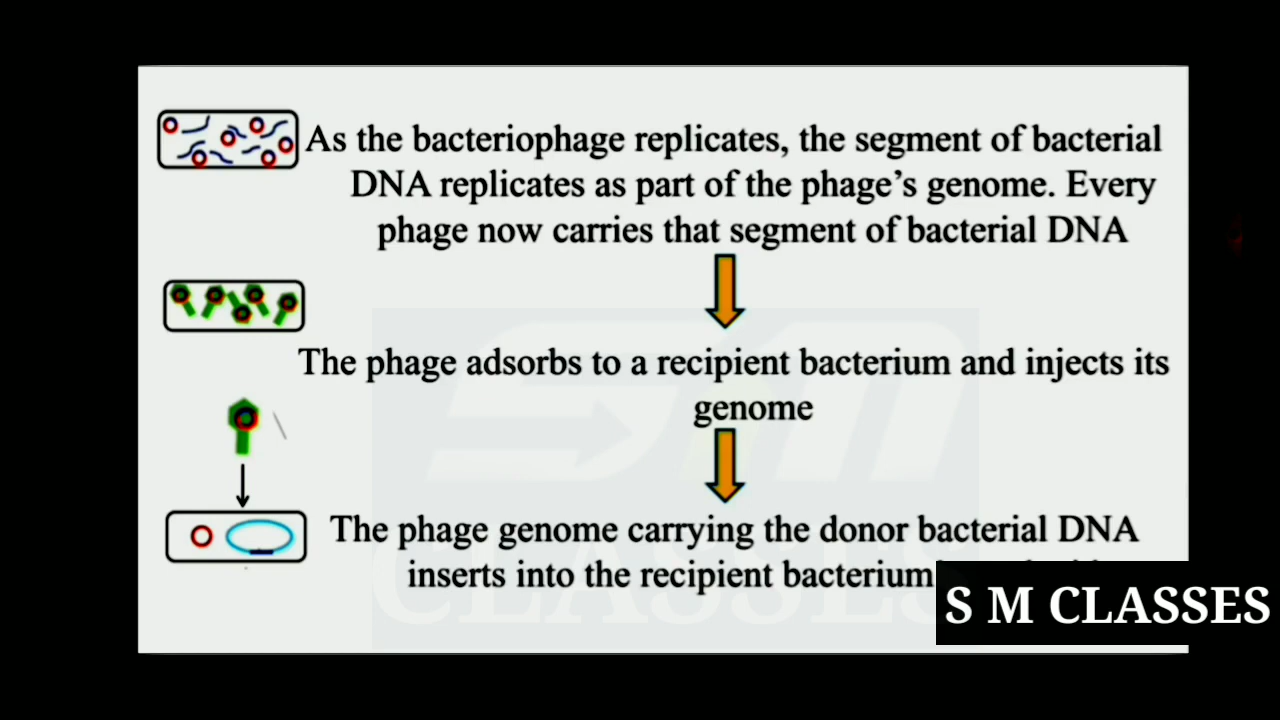 As the bacteriophage replicates, the segment of bacterial
DNA replicates as part of the phage’s genome. Every
phage now carries that segment of bacterial DNA
The phage adsorbs to a recipient bacterium and injects its
genome
The phage genome carrying the donor bacterial DNA
inserts into the recipient bacterium
S M CLASSES
SM
CLASSES